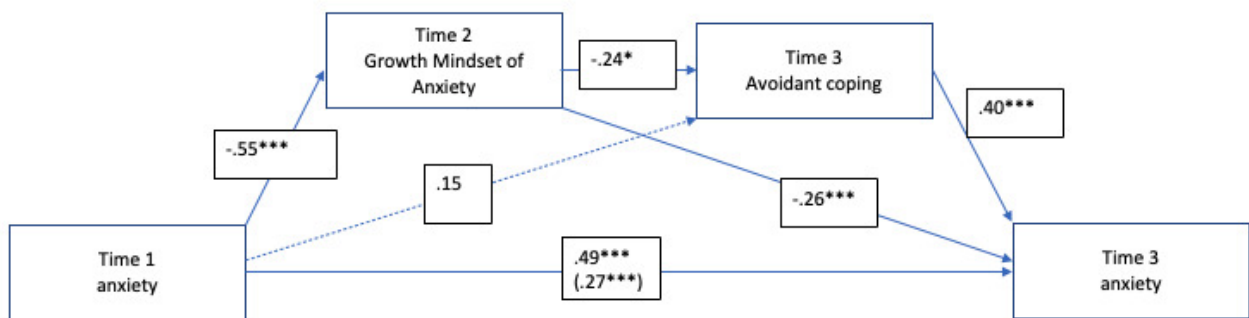 Time 2
Growth Mindset of
Anxiety
-.24*
Time 3
Avoidant coping
.40***
-.55***
.15
-.26***
Time 1
anxiety
.49***
(.27***)
Time 3
anxiety